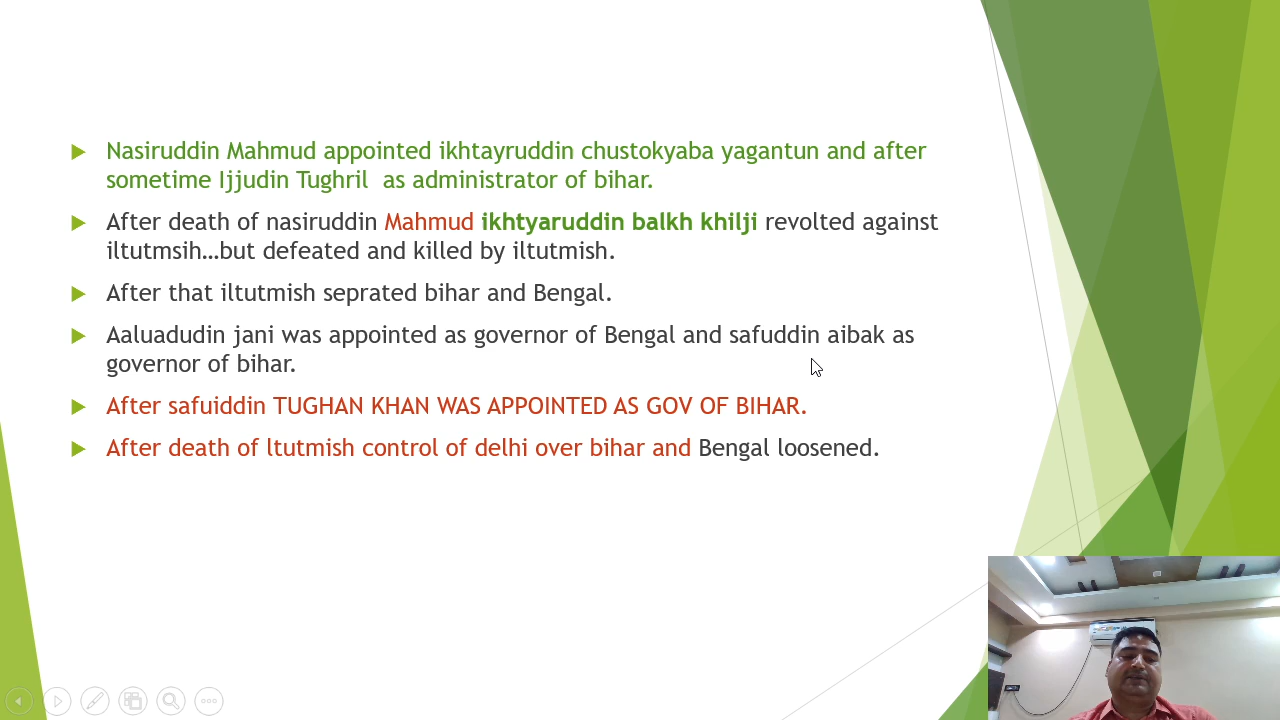 Nasiruddin Mahmud appointed ikhtayruddin chustokyaba yagantun and after
sometime Ijjudin Tughril  as administrator of bihar.
After death of nasiruddin Mahmud ikhtyaruddin balkh khilji revolted against
iltutmsih…but defeated and killed by iltutmish.
After that iltutmish seprated bihar and Bengal.
Aaluadudin jani was appointed as governor of Bengal and safuddin aibak as
governor of bihar.
After safuiddin TUGHAN KHAN WAS APPOINTED AS GOV OF BIHAR.
After death of ltutmish control of delhi over bihar and Bengal loosened.